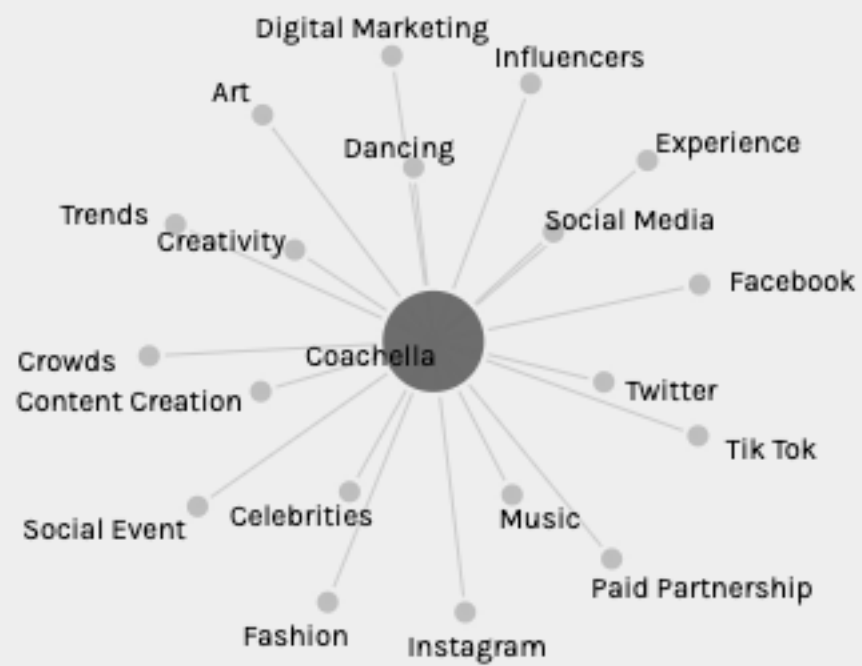 Digital Marketing
Influencers
Art
Experience
Dancing
Trends
Social Media
Creativity
Facebook
Coachella
Crowds
Twitter
Content Creation
Tik Tok
Celebrities
Music
Social Event
Paid Partnership
Fashion
Instagram